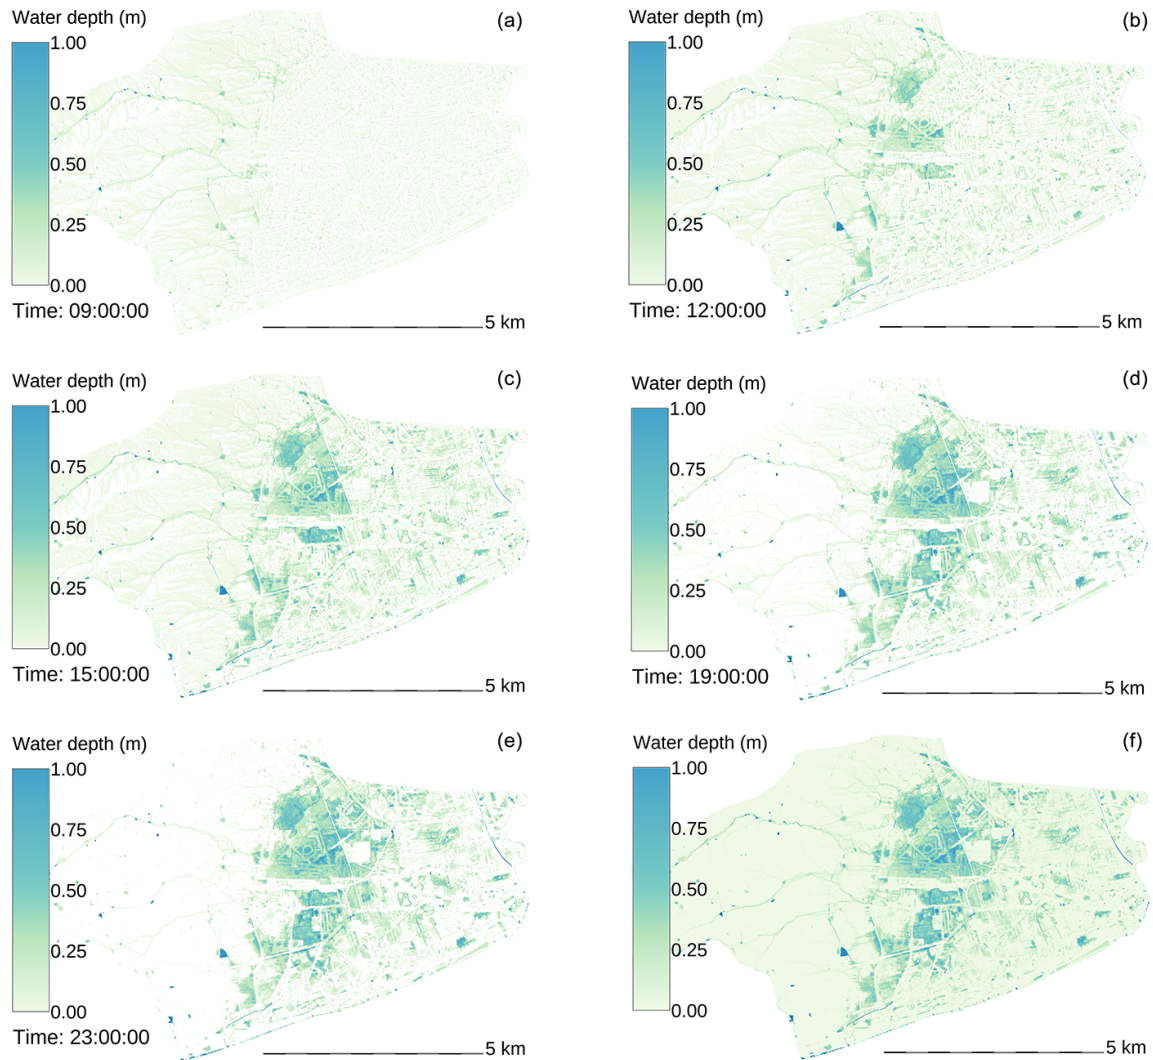 Water depth (m)
(a)
1.00
0.75
0.50
0.25
0.00
Time: 09:00:00
5 km
Water depth (m)
(b)
1.00
0.75
0.50
0.25
0.00
Time: 12:00:00
5 km
Water depth (m)
(c)
1.00
0.75
0.50
0.25
0.00
Time: 15:00:00
5 km
Water depth (m)
(d)
1.00
0.75
0.50
0.25
0.00
Time: 19:00:00
5 km
Water depth (m)
(e)
1.00
0.75
0.50
0.25
0.00
Time: 23:00:00
5 km
Water depth (m)
(f)
1.00
0.75
0.50
0.25
0.00
5 km